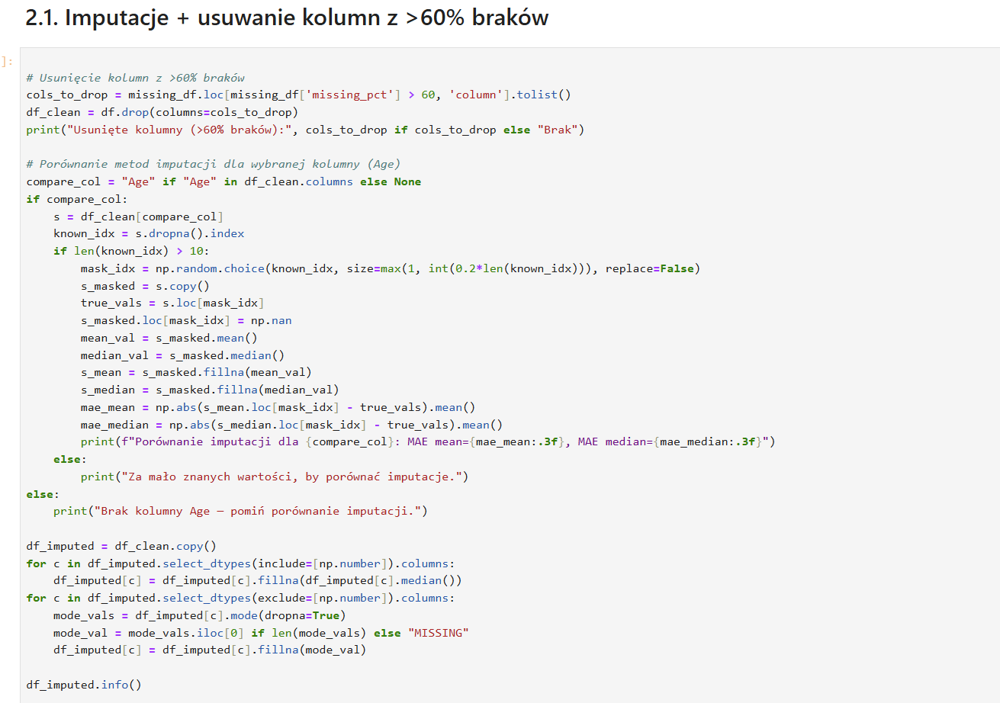 2.1. Imputacje + usuwanie kolumn z >60% braków
]:
# Usunięcie kolumn z >60% braków
cols_to_drop = missing_df.loc[missing_df['missing_pct'] > 60, 'column'].tolist()
df_clean = df.drop(columns=cols_to_drop)
print("Usunięte kolumny (>60% braków):", cols_to_drop if cols_to_drop else "Brak")

# Porównanie metod imputacji dla wybranej kolumny (Age)
compare_col = "Age" if "Age" in df_clean.columns else None
if compare_col:
    s = df_clean[compare_col]
    known_idx = s.dropna().index
    if len(known_idx) > 10:
        mask_idx = np.random.choice(known_idx, size=max(1, int(0.2*len(known_idx))), replace=False)
        s_masked = s.copy()
        true_vals = s.loc[mask_idx]
        s_masked.loc[mask_idx] = np.nan
        mean_val = s_masked.mean()
        median_val = s_masked.median()
        s_mean = s_masked.fillna(mean_val)
        s_median = s_masked.fillna(median_val)
        mae_mean = np.abs(s_mean.loc[mask_idx] - true_vals).mean()
        mae_median = np.abs(s_median.loc[mask_idx] - true_vals).mean()
        print(f"Porównanie imputacji dla {compare_col}: MAE mean={mae_mean:.3f}, MAE median={mae_median:.3f}")
    else:
        print("Za mało znanych wartości, by porównać imputacje.")
else:
    print("Brak kolumny Age – pomiń porównanie imputacji.")

df_imputed = df_clean.copy()
for c in df_imputed.select_dtypes(include=[np.number]).columns:
    df_imputed[c] = df_imputed[c].fillna(df_imputed[c].median())
for c in df_imputed.select_dtypes(exclude=[np.number]).columns:
    mode_vals = df_imputed[c].mode(dropna=True)
    mode_val = mode_vals.iloc[0] if len(mode_vals) else "MISSING"
    df_imputed[c] = df_imputed[c].fillna(mode_val)

df_imputed.info()